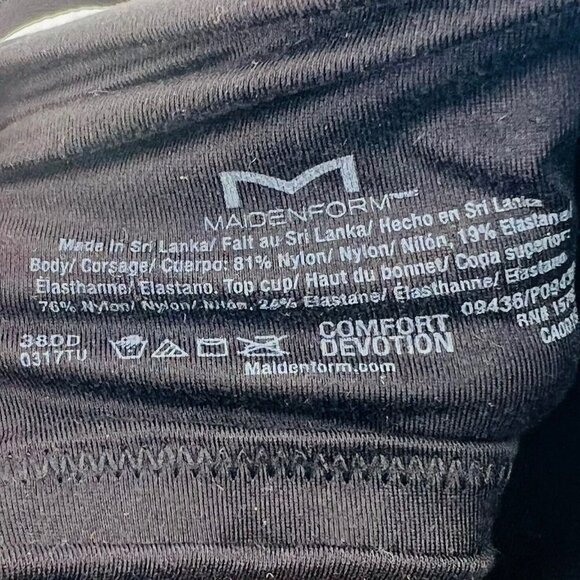 M
MAIDENFORM
Made in Sri Lanka/ Fait au Sri Lanka/ Hecho en Sri Lanka
Body/ Corsage/ Cuerpo: 81% Nylon/ Nylon/ Nilón, 19% Elastane/
Elasthanne/ Elastano. Top cup/ Haut du bonnet/ Copa superior:
76% Nylon/ Nylon/ Nilón, 24% Elastane/ Elasthanne/ Elastano
09436/
RN#
38DD
0317TU
COMFORT
DEVOTION
Maidenform.com